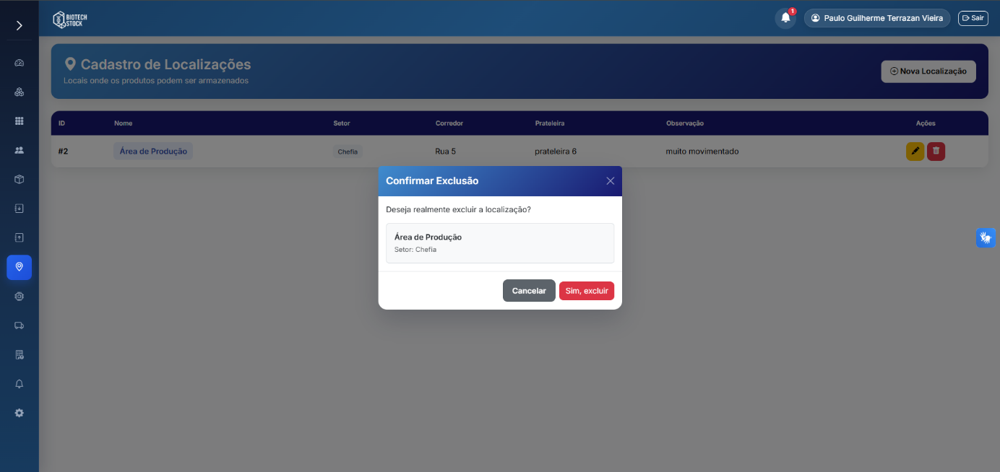 BIOTECH
STOCK
1
Paulo Guilherme Terrazan Vieira
Sair
Cadastro de Localizações
Locais onde os produtos podem ser armazenados
Nova Localização
ID Nome Setor Corredor Prateleira Observação Ações
#2 Área de Produção Chefia Rua 5 prateleira 6 muito movimentado
Confirmar Exclusão
Deseja realmente excluir a localização?
Área de Produção
Setor: Chefia
Cancelar Sim, excluir